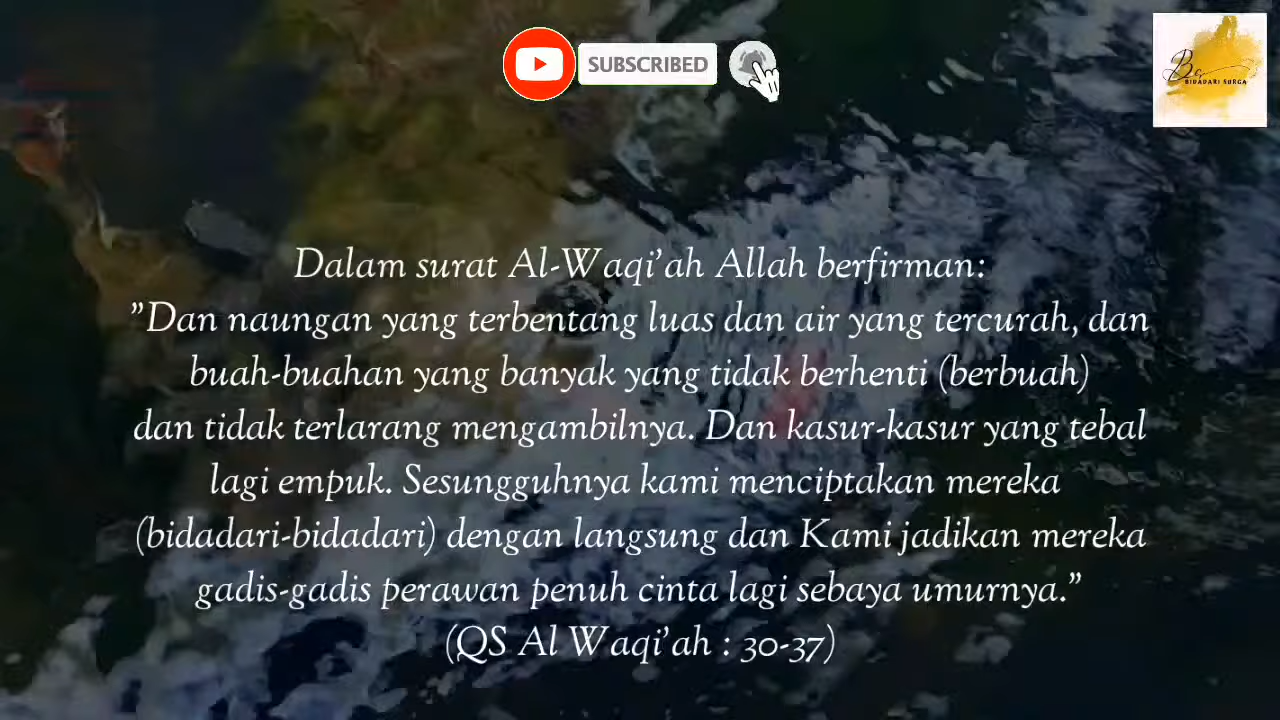 SUBSCRIBED
Bs
BIDADARI SURGA
Dalam surat Al-Waqi’ah Allah berfirman:
”Dan naungan yang terbentang luas dan air yang tercurah, dan
buah-buahan yang banyak yang tidak berhenti (berbuah)
dan tidak terlarang mengambilnya. Dan kasur-kasur yang tebal
lagi empuk. Sesungguhnya kami menciptakan mereka
(bidadari-bidadari) dengan langsung dan Kami jadikan mereka
gadis-gadis perawan penuh cinta lagi sebaya umurnya.”
(QS Al Waqi’ah : 30-37)